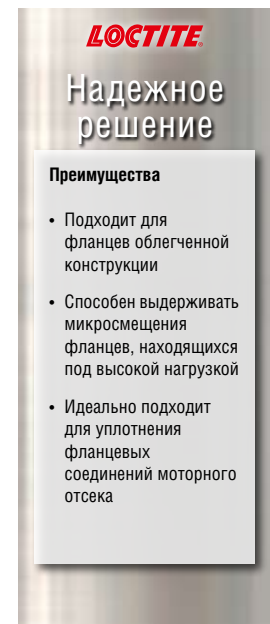 LOCTITE.
Надежное
решение
Преимущества
• Подходит для
фланцев облегченной
конструкции
• Способен выдерживать
микросмещения
фланцев, находящихся
под высокой нагрузкой
• Идеально подходит
для уплотнения
фланцевых
соединений моторного
отсека